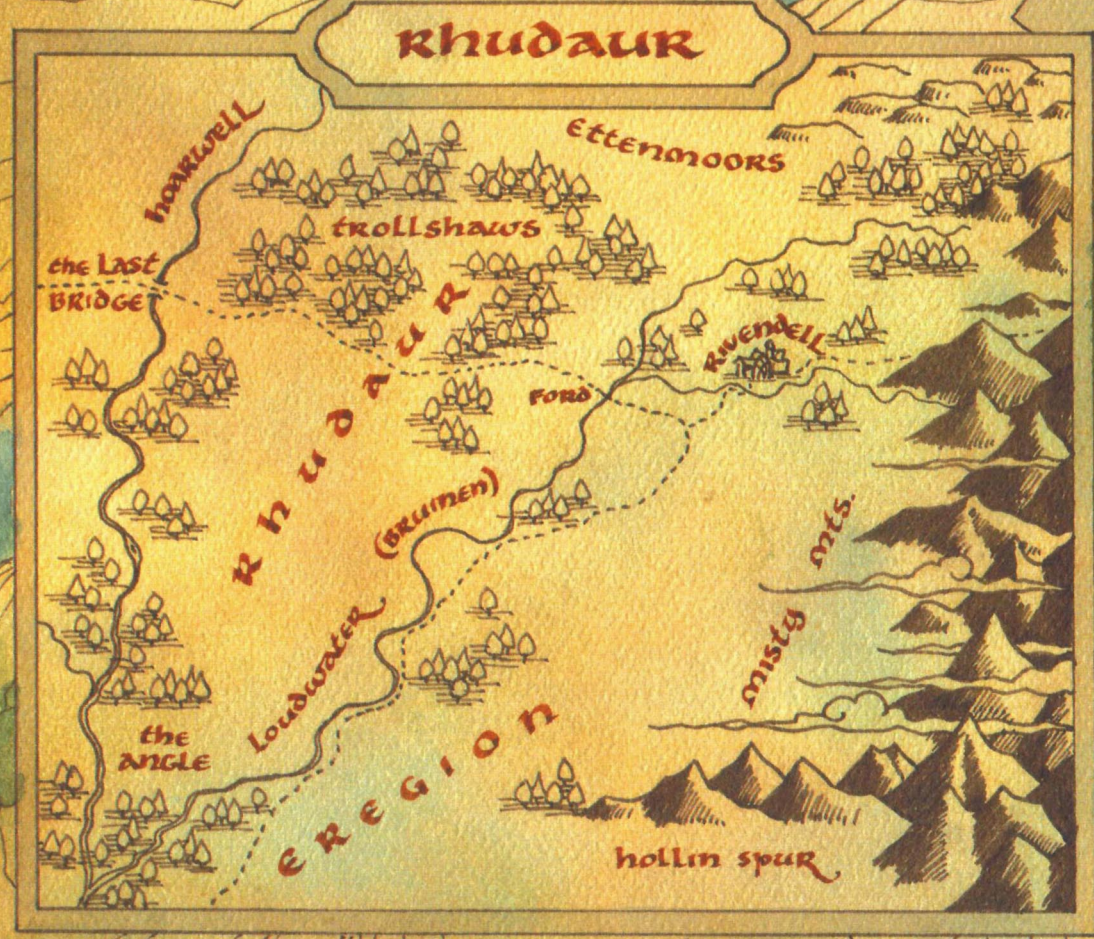 Rhudaur
hoarwell
Ettenmoors
trollshaws
the Last
BRIDGE
Rivendell
Ford
Rhudaur
(Bruinen)
Mts.
Misty
Loudwater
the
Angle
Eregion
hollin spur